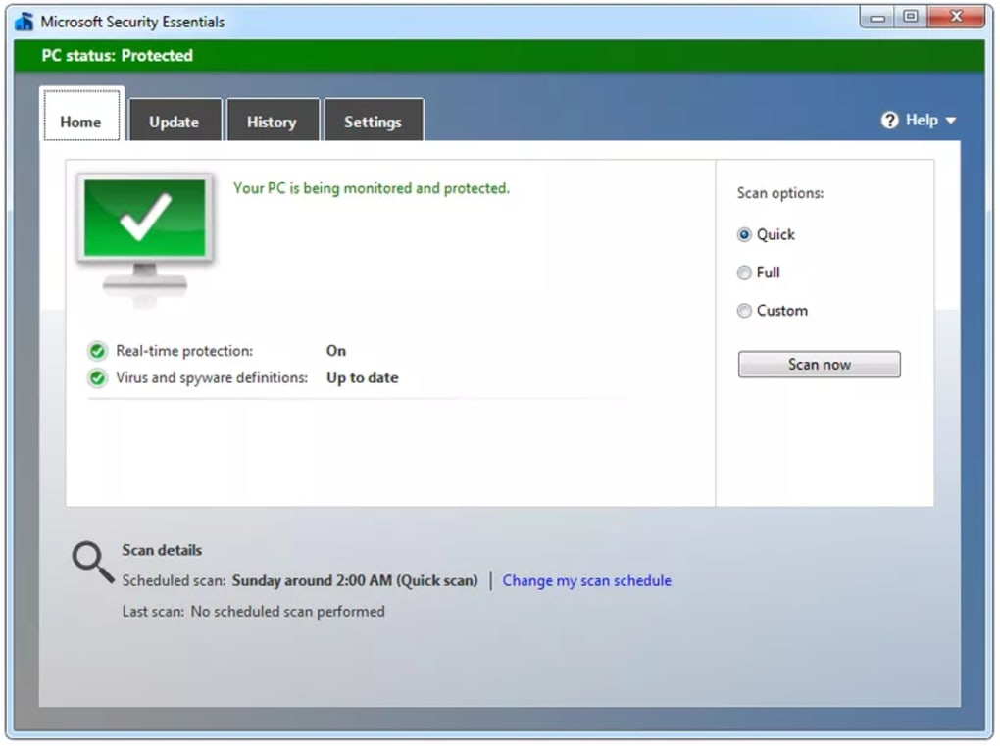 Microsoft Security Essentials
PC status: Protected
Home
Update
History
Settings
? Help
Your PC is being monitored and protected.
Real-time protection: On
Virus and spyware definitions: Up to date
Scan options:
Quick
Full
Custom
Scan now
Scan details
Scheduled scan: Sunday around 2:00 AM (Quick scan) | Change my scan schedule
Last scan: No scheduled scan performed